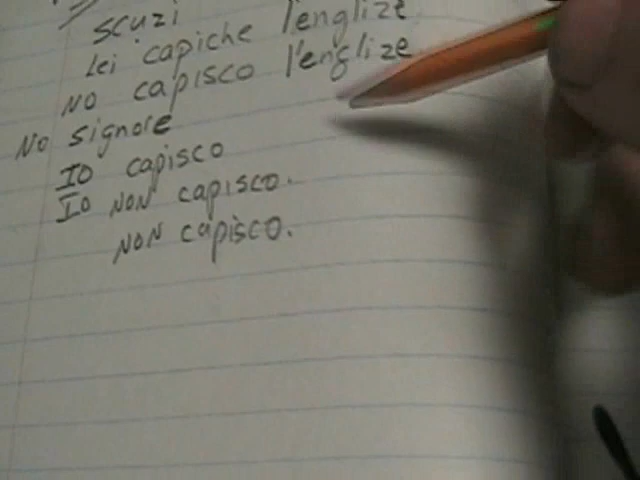 scuzi
Lei capiche l'englize
NO capisco l'englize
No signore
Io capisco
Io NON capisco.
NON capisco.